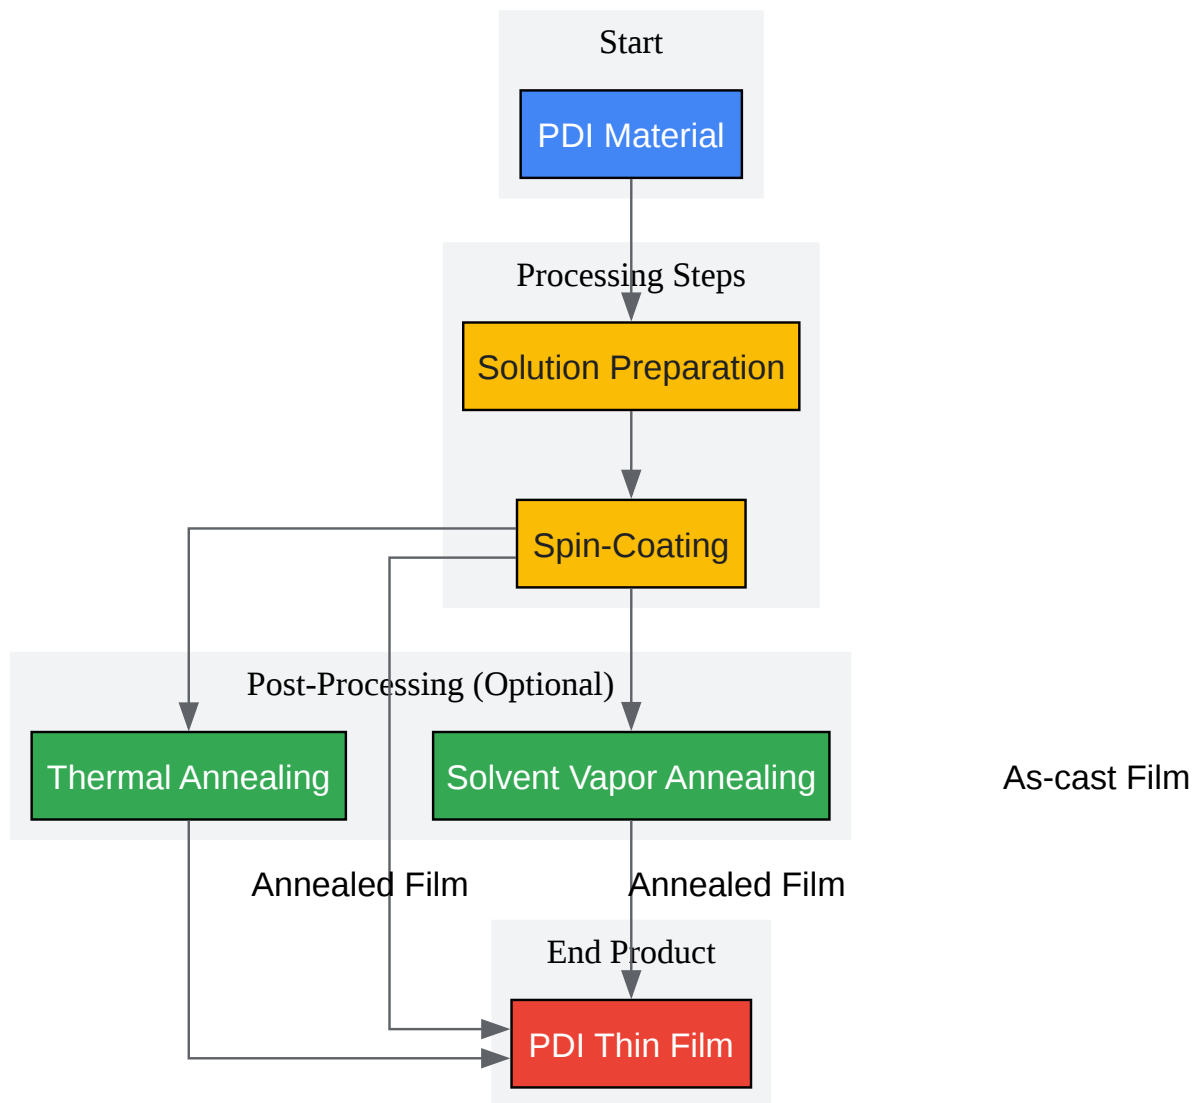 Start
PDI Material
Processing Steps
Solution Preparation
Spin-Coating
Post-Processing (Optional)
Thermal Annealing
Solvent Vapor Annealing
As-cast Film
Annealed Film
Annealed Film
End Product
PDI Thin Film